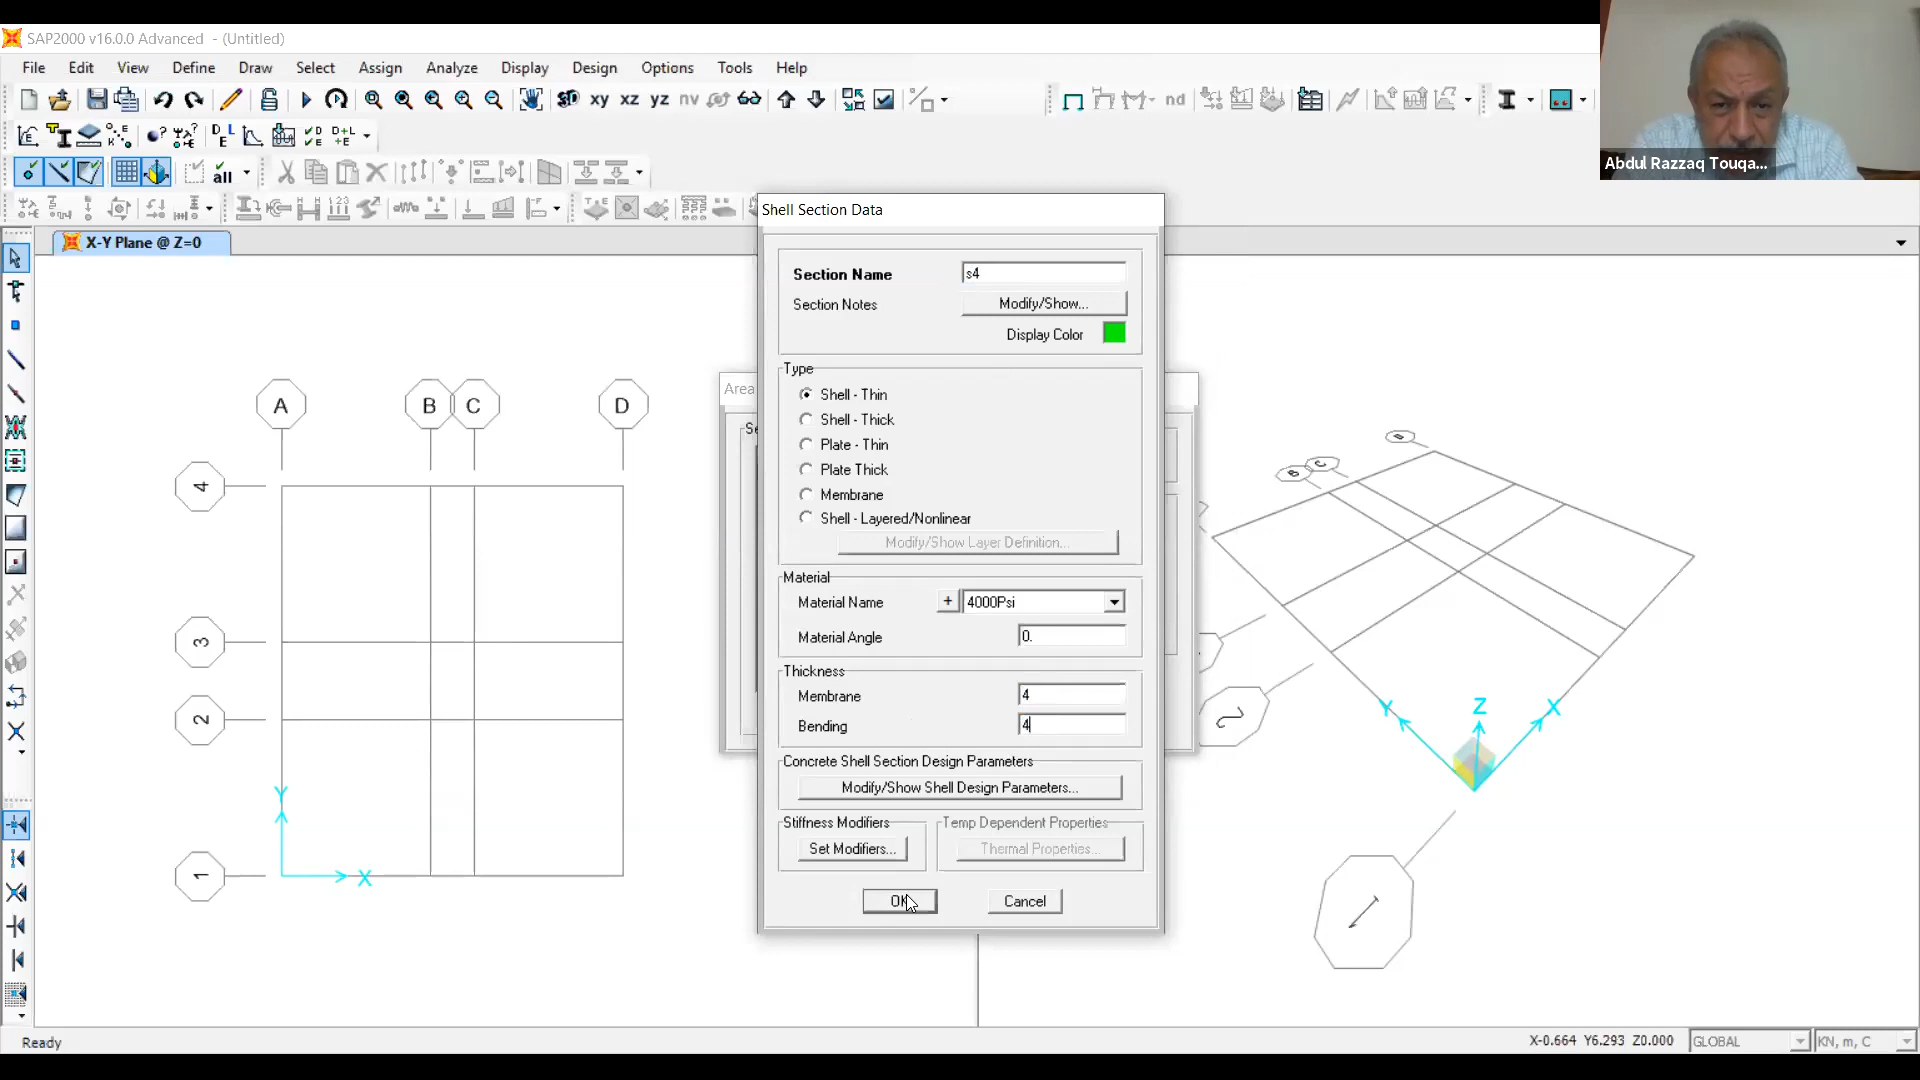 SAP2000 v16.0.0 Advanced - (Untitled)
File Edit View Define Draw Select Assign Analyze Display Design Options Tools Help
3D xy xz yz nv nd
all
X-Y Plane @ Z=0
Abdul Razzaq Touqa...
Shell Section Data
Section Name s4
Section Notes Modify/Show...
Display Color
Type
Shell - Thin
Shell - Thick
Plate - Thin
Plate Thick
Membrane
Shell - Layered/Nonlinear
Modify/Show Layer Definition...
Material
Material Name + 4000Psi
Material Angle 0.
Thickness
Membrane 4
Bending 4
Concrete Shell Section Design Parameters
Modify/Show Shell Design Parameters...
Stiffness Modifiers
Set Modifiers...
Temp Dependent Properties
Thermal Properties...
OK Cancel
Area
Se
A B C D
4
3
2
1
Y
X
B C D
2
1
Y Z X
Ready
X-0.664 Y6.293 Z0.000 GLOBAL KN, m, C